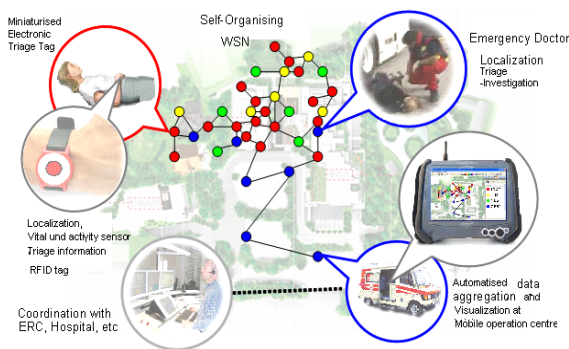 Miniaturised
Electronic
Triage Tag
Self-Organising
WSN
Emergency Doctor
Localization
Triage
-Investigation
Localization,
Vital und activity sensor
Triage information
RFID tag
Coordination with
ERC, Hospital, etc
Automatised data
aggregation and
Visualization at
Mobile operation centre